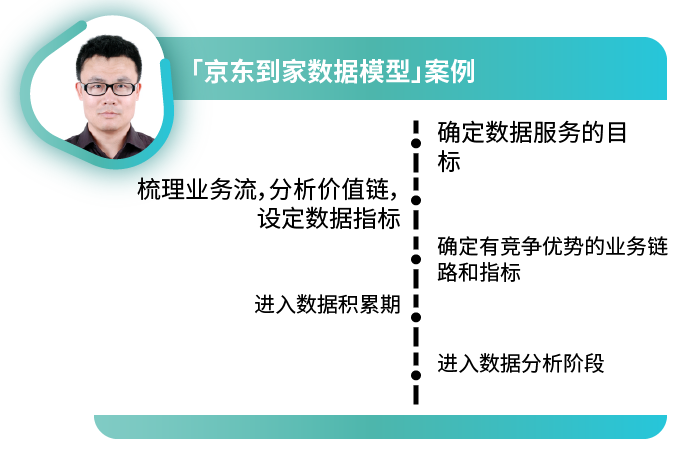 「京东到家数据模型」案例
确定数据服务的目
标
梳理业务流，分析价值链，
设定数据指标
确定有竞争优势的业务链
路和指标
进入数据积累期
进入数据分析阶段